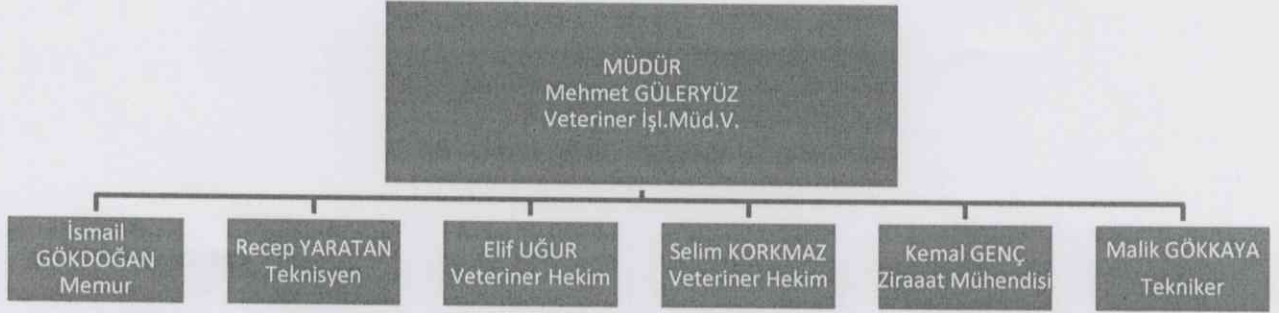 MÜDÜR
Mehmet GÜLERYÜZ
Veteriner İşl.Müd.V.
İsmail
GÖKDOĞAN
Memur
Recep YARATAN
Teknisyen
Elif UĞUR
Veteriner Hekim
Selim KORKMAZ
Veteriner Hekim
Kemal GENÇ
Ziraaat Mühendisi
Malik GÖKKAYA
Tekniker